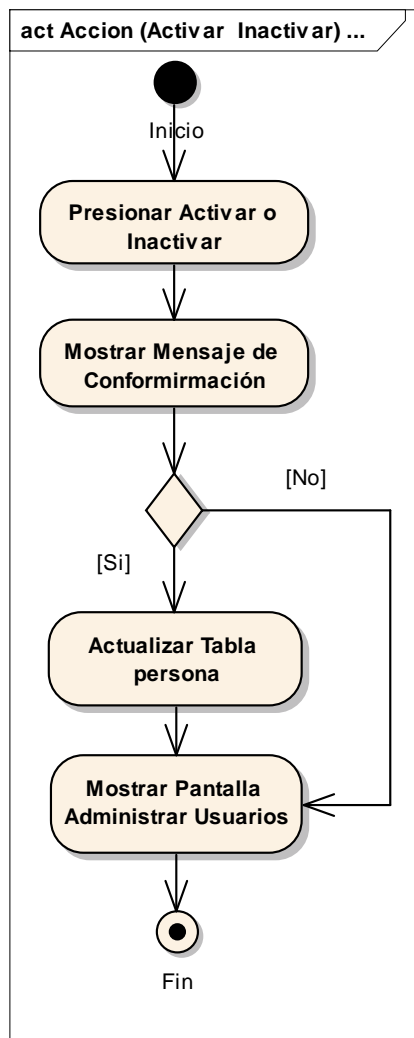 act Accion (Activar Inactivar) ...
Inicio
Presionar Activar o
Inactivar
Mostrar Mensaje de
Conformirmación
[No]
[Si]
Actualizar Tabla
persona
Mostrar Pantalla
Administrar Usuarios
Fin